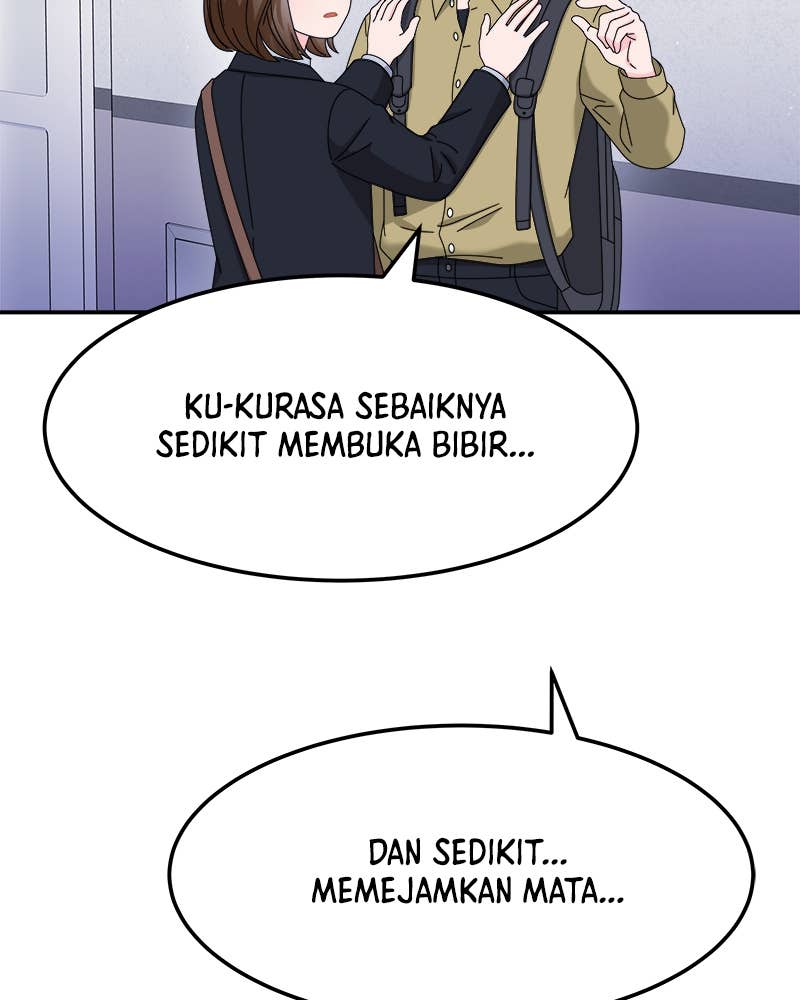 KU-KURASA SEBAIKNYA
SEDIKIT MEMBUKA BIBIR...
DAN SEDIKIT...
MEMEJAMKAN MATA...